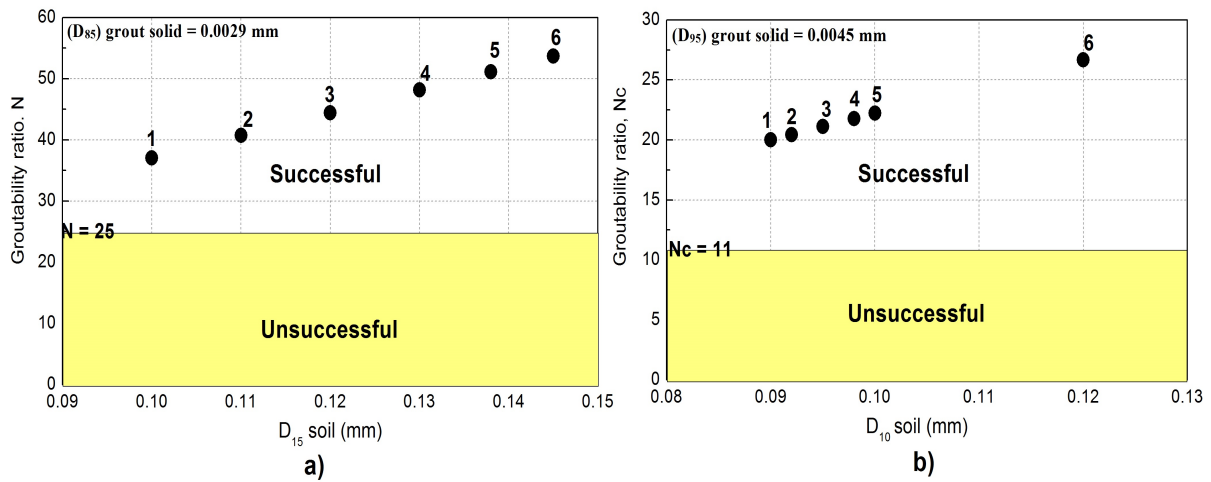 (D85) grout solid = 0.0029 mm
Groutability ratio. N
60
50
40
30
20
10
0
1
2
3
4
5
6
Successful
N = 25
Unsuccessful
0.09 0.10 0.11 0.12 0.13 0.14 0.15
D15 soil (mm)
a)
(D95) grout solid = 0.0045 mm
Groutability ratio, Nc
30
25
20
15
10
5
0
1
2
3
4
5
6
Successful
Nc = 11
Unsuccessful
0.08 0.09 0.10 0.11 0.12 0.13
D10 soil (mm)
b)